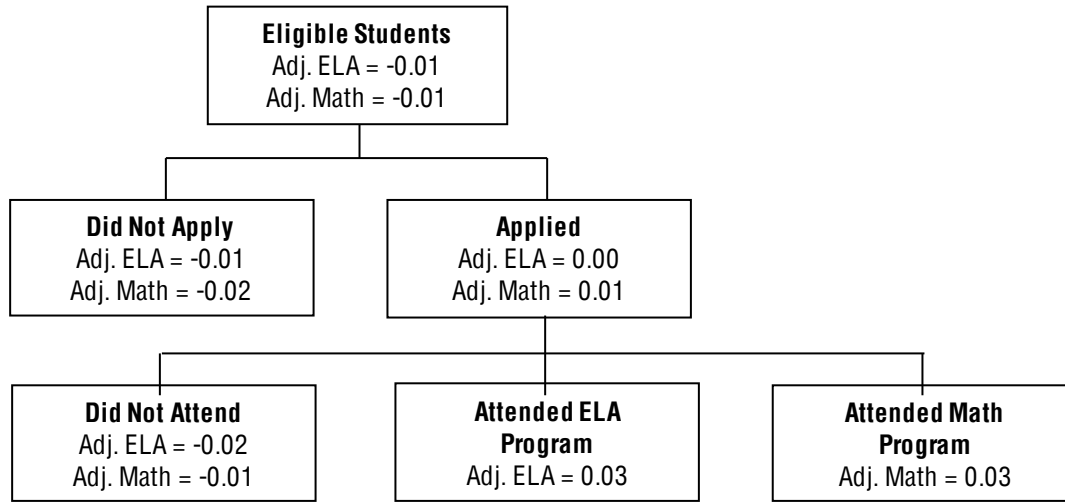 Eligible Students
Adj. ELA = -0.01
Adj. Math = -0.01
Did Not Apply
Adj. ELA = -0.01
Adj. Math = -0.02
Applied
Adj. ELA = 0.00
Adj. Math = 0.01
Did Not Attend
Adj. ELA = -0.02
Adj. Math = -0.01
Attended ELA
Program
Adj. ELA = 0.03
Attended Math
Program
Adj. Math = 0.03